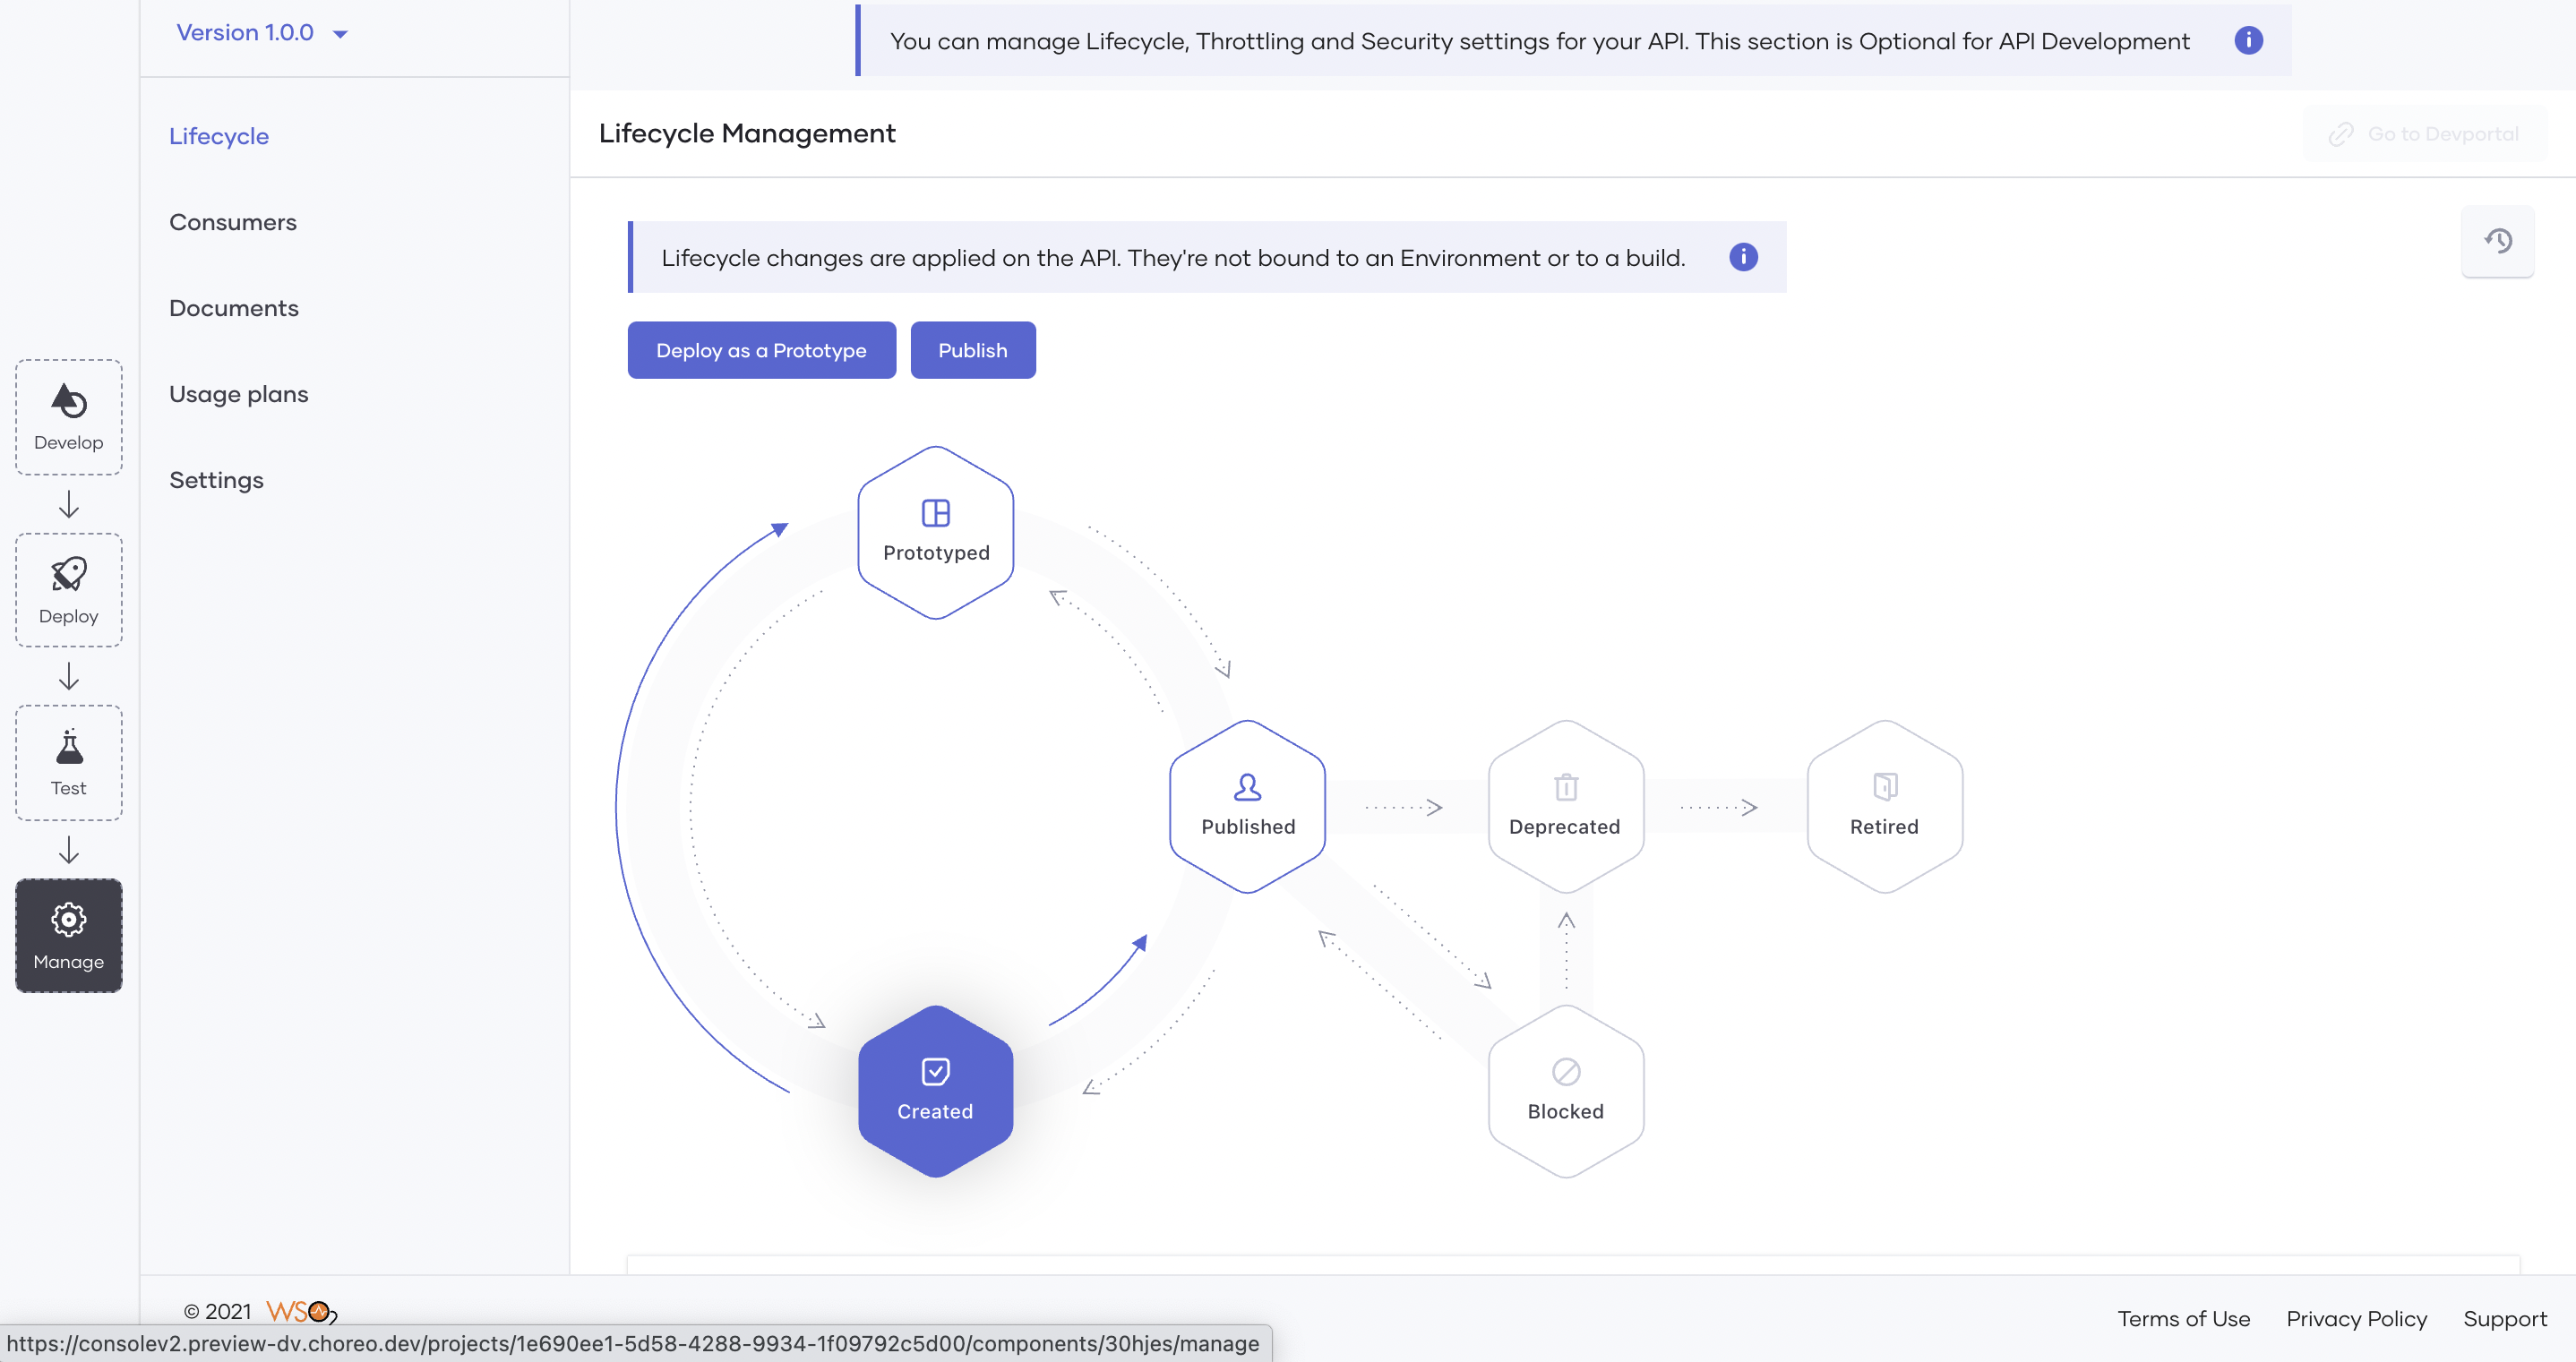 Version 1.0.0
You can manage Lifecycle, Throttling and Security settings for your API. This section is Optional for API Development
Lifecycle
Consumers
Documents
Usage plans
Settings
Develop
Deploy
Test
Manage
Lifecycle Management
Go to Devportal
Lifecycle changes are applied on the API. They're not bound to an Environment or to a build.
Deploy as a Prototype
Publish
Prototyped
Published
Deprecated
Retired
Created
Blocked
© 2021 WSO2
Terms of Use
Privacy Policy
Support
https://consolev2.preview-dv.choreo.dev/projects/1e690ee1-5d58-4288-9934-1f09792c5d00/components/30hjes/manage